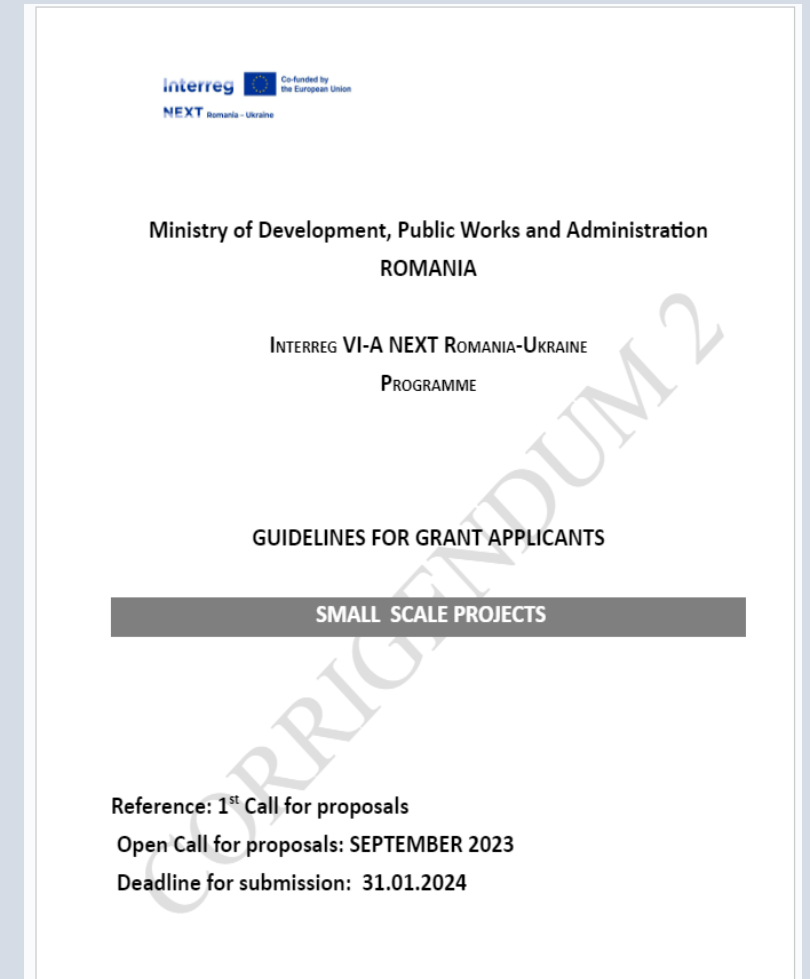 Interreg
Co-funded by
the European Union
NEXT Romania – Ukraine
Ministry of Development, Public Works and Administration
ROMANIA
INTERREG VI-A NEXT ROMANIA-UKRAINE
PROGRAMME
GUIDELINES FOR GRANT APPLICANTS
SMALL SCALE PROJECTS
CORRIGENDUM 2
Reference: 1st Call for proposals
Open Call for proposals: SEPTEMBER 2023
Deadline for submission: 31.01.2024